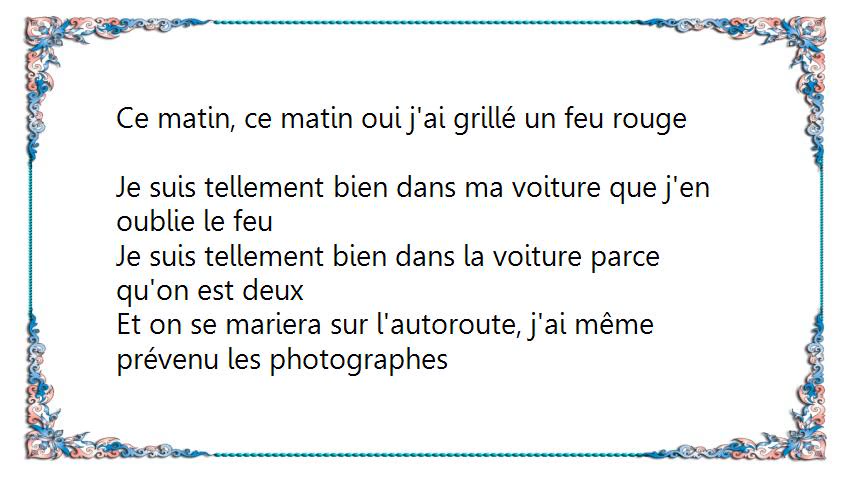 Ce matin, ce matin oui j'ai grillé un feu rouge
Je suis tellement bien dans ma voiture que j'en
oublie le feu
Je suis tellement bien dans la voiture parce
qu'on est deux
Et on se mariera sur l'autoroute, j'ai même
prévenu les photographes